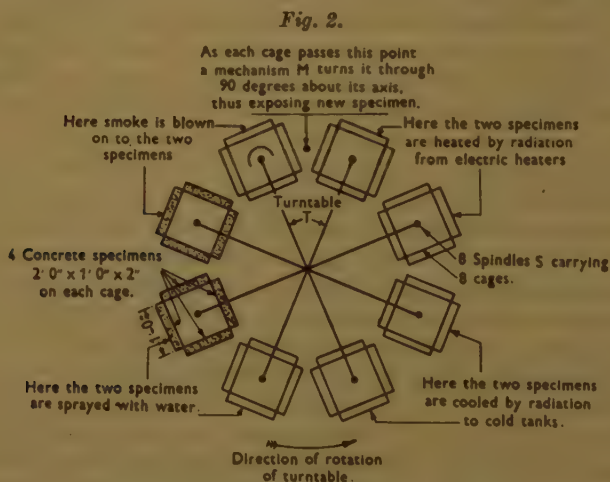 Fig. 2.
As each cage passes this point
a mechanism M turns it through
90 degrees about its axis,
thus exposing new specimen.
Here smoke is blown
on to the two
specimens
Here the two specimens
are heated by radiation
from electric heaters
Turntable
T
4 Concrete specimens
2' 0" x 1' 0" x 2"
on each cage.
8 Spindles S carrying
8 cages.
1'-0"
Here the two specimens
are sprayed with water.
Here the two specimens
are cooled by radiation
to cold tanks.
Direction of rotation
of turntable.